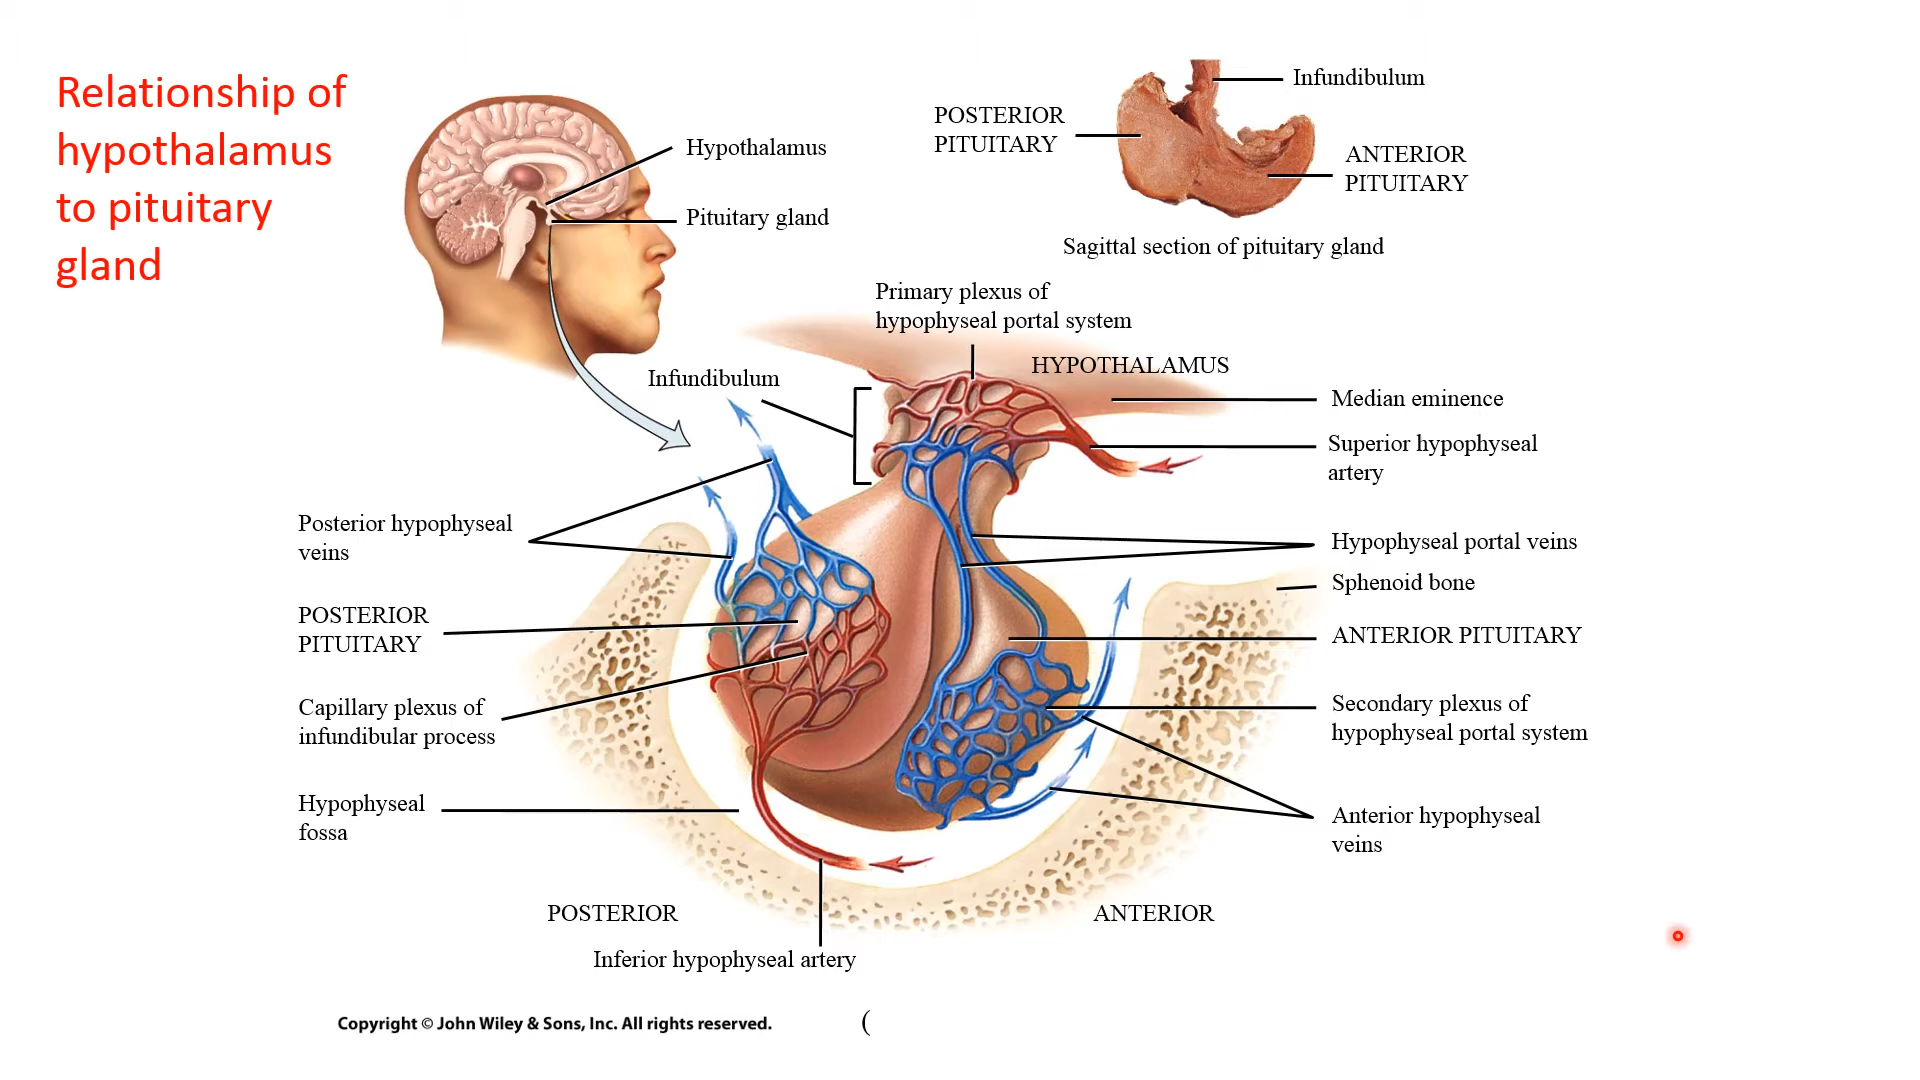 Relationship of
hypothalamus
to pituitary
gland
Hypothalamus
Pituitary gland
Infundibulum
POSTERIOR
PITUITARY
ANTERIOR
PITUITARY
Sagittal section of pituitary gland
Primary plexus of
hypophyseal portal system
HYPOTHALAMUS
Infundibulum
Median eminence
Superior hypophyseal
artery
Posterior hypophyseal
veins
Hypophyseal portal veins
Sphenoid bone
POSTERIOR
PITUITARY
ANTERIOR PITUITARY
Capillary plexus of
infundibular process
Secondary plexus of
hypophyseal portal system
Hypophyseal
fossa
Anterior hypophyseal
veins
POSTERIOR
ANTERIOR
Inferior hypophyseal artery
Copyright © John Wiley & Sons, Inc. All rights reserved.
(